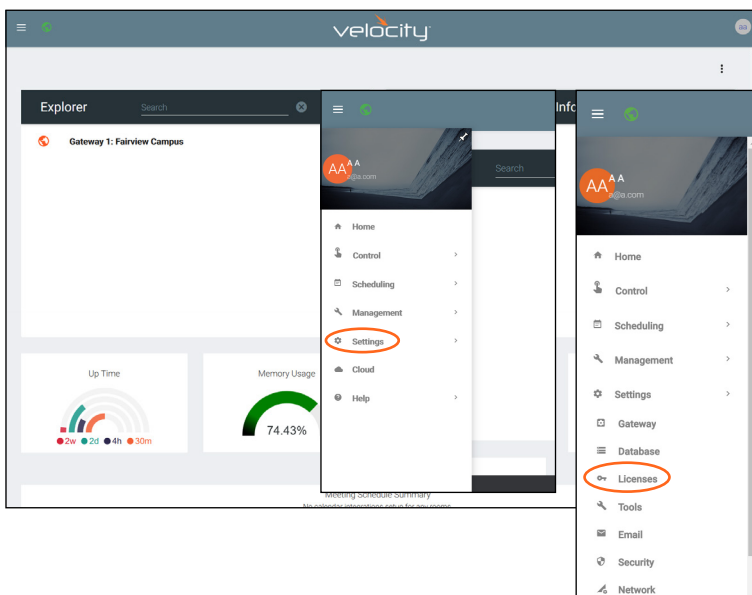 velocity
aa
Explorer
Search
Gateway 1: Fairview Campus
Up Time
2w 2d 4h 30m
Memory Usage
74.43%
Meeting Schedule Summary
AA
A A
a@a.com
Search
Home
Control
Scheduling
Management
Settings
Cloud
Help
AA
A A
a@a.com
Home
Control
Scheduling
Management
Settings
Gateway
Database
Licenses
Tools
Email
Security
Network